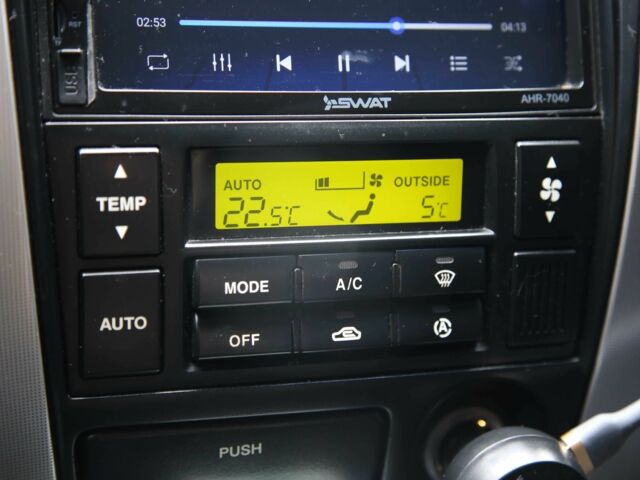 RST
02:53 04:13
USB
SWAT
AHR-7040
TEMP
AUTO OUTSIDE
22.5°C 5°C
MODE A/C
AUTO
OFF
A
PUSH